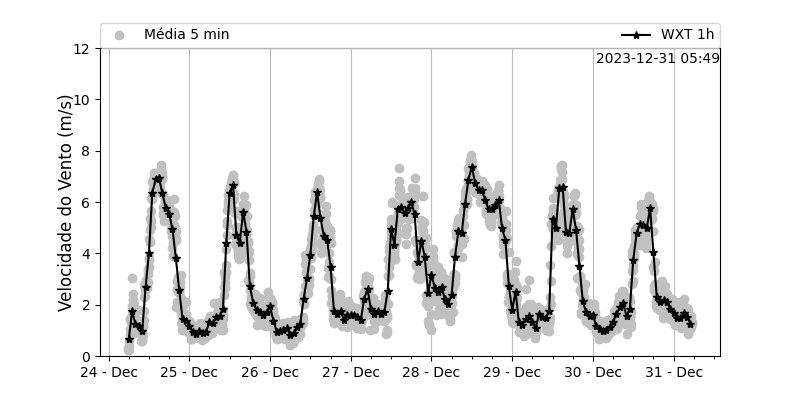 Média 5 min
WXT 1h
2023-12-31 05:49
Velocidade do Vento (m/s)
12
10
8
6
4
2
0
24 - Dec 25 - Dec 26 - Dec 27 - Dec 28 - Dec 29 - Dec 30 - Dec 31 - Dec